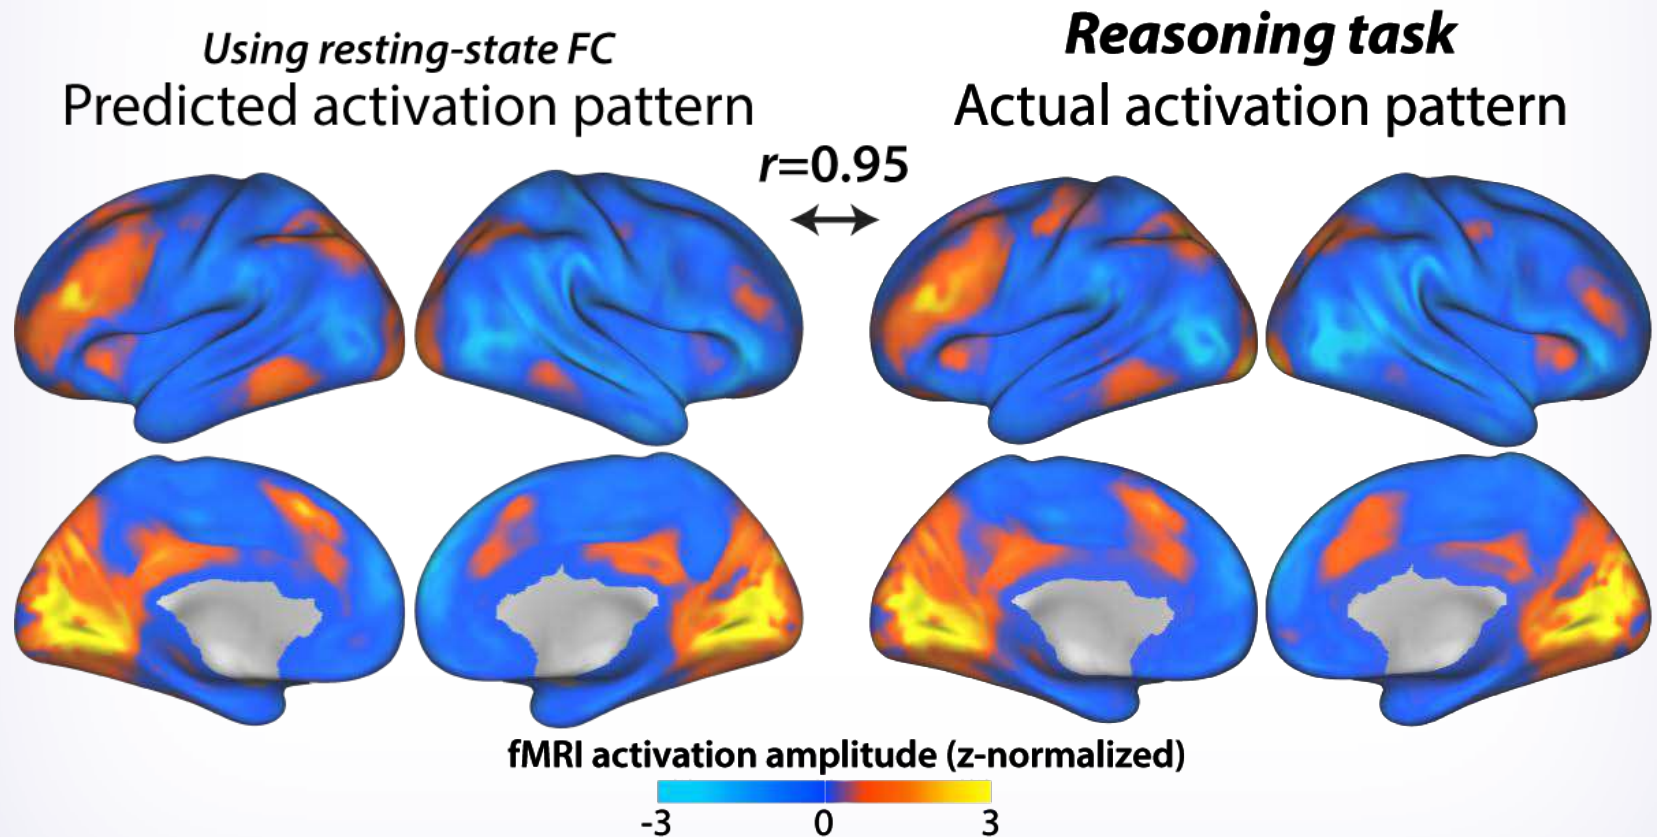 Using resting-state FC
Predicted activation pattern
Reasoning task
Actual activation pattern
r=0.95
fMRI activation amplitude (z-normalized)
-3 0 3